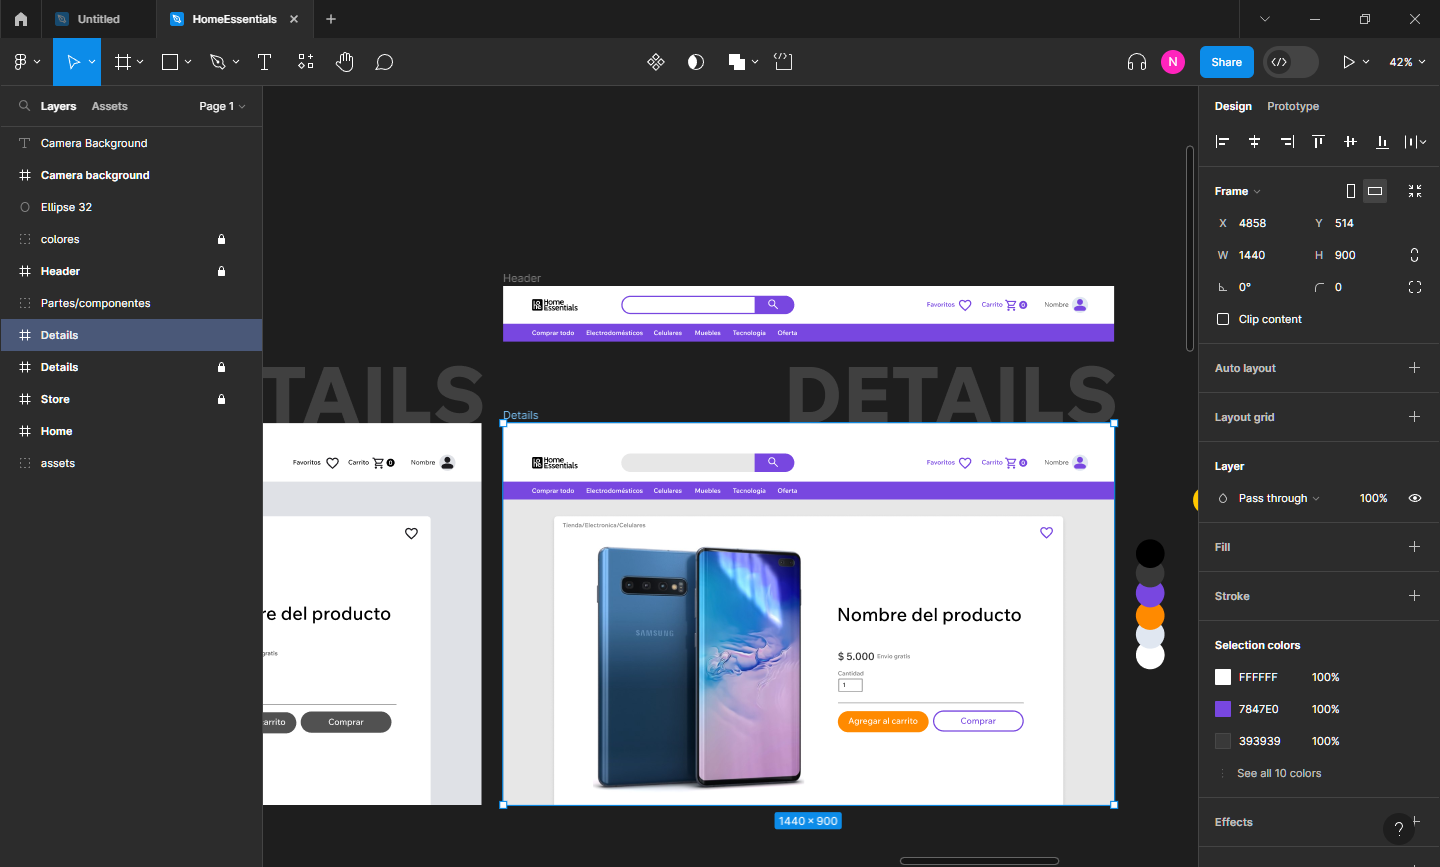 Untitled
HomeEssentials
Share
N
42%
Layers
Assets
Page 1
Design
Prototype
Camera Background
Camera background
Ellipse 32
colores
Header
Partes/componentes
Details
Details
Store
Home
assets
Header
Home
Essentials
Favoritos
Carrito
0
Nombre
Comprar todo
Electrodomésticos
Celulares
Muebles
Tecnología
Oferta
TAILS
DETAILS
Details
Favoritos
Carrito
0
Nombre
Home
Essentials
Favoritos
Carrito
0
Nombre
Comprar todo
Electrodomésticos
Celulares
Muebles
Tecnología
Oferta
Tienda/Electronica/Celulares
SAMSUNG
re del producto
gratis
arrito
Comprar
Nombre del producto
$ 5.000 Envío gratis
Cantidad
1
Agregar al carrito
Comprar
1440 × 900
Frame
X 4858
Y 514
W 1440
H 900
0°
0
Clip content
Auto layout
Layout grid
Layer
Pass through
100%
Fill
Stroke
Selection colors
FFFFFF 100%
7847E0 100%
393939 100%
See all 10 colors
Effects
?